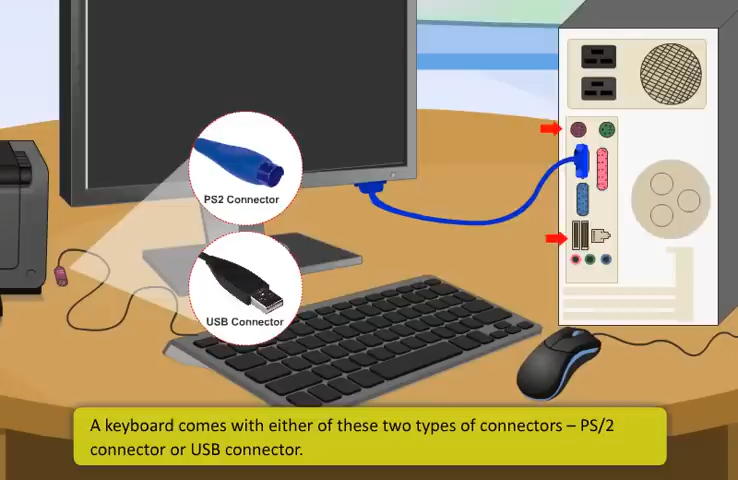 PS2 Connector
USB Connector
A keyboard comes with either of these two types of connectors – PS/2
connector or USB connector.